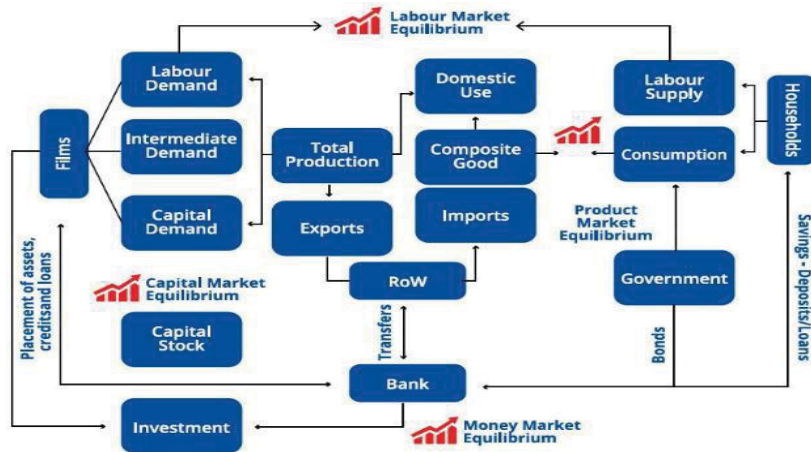 Labour Market
Equilibrium
Labour
Demand
Domestic
Use
Labour
Supply
Households
Films
Intermediate
Demand
Total
Production
Composite
Good
Consumption
Capital
Demand
Exports
Imports
Product
Market
Equilibrium
Savings - Deposits/Loans
Placement of assets,
creditsand loans
Capital Market
Equilibrium
RoW
Government
Capital
Stock
Transfers
Bonds
Bank
Investment
Money Market
Equilibrium